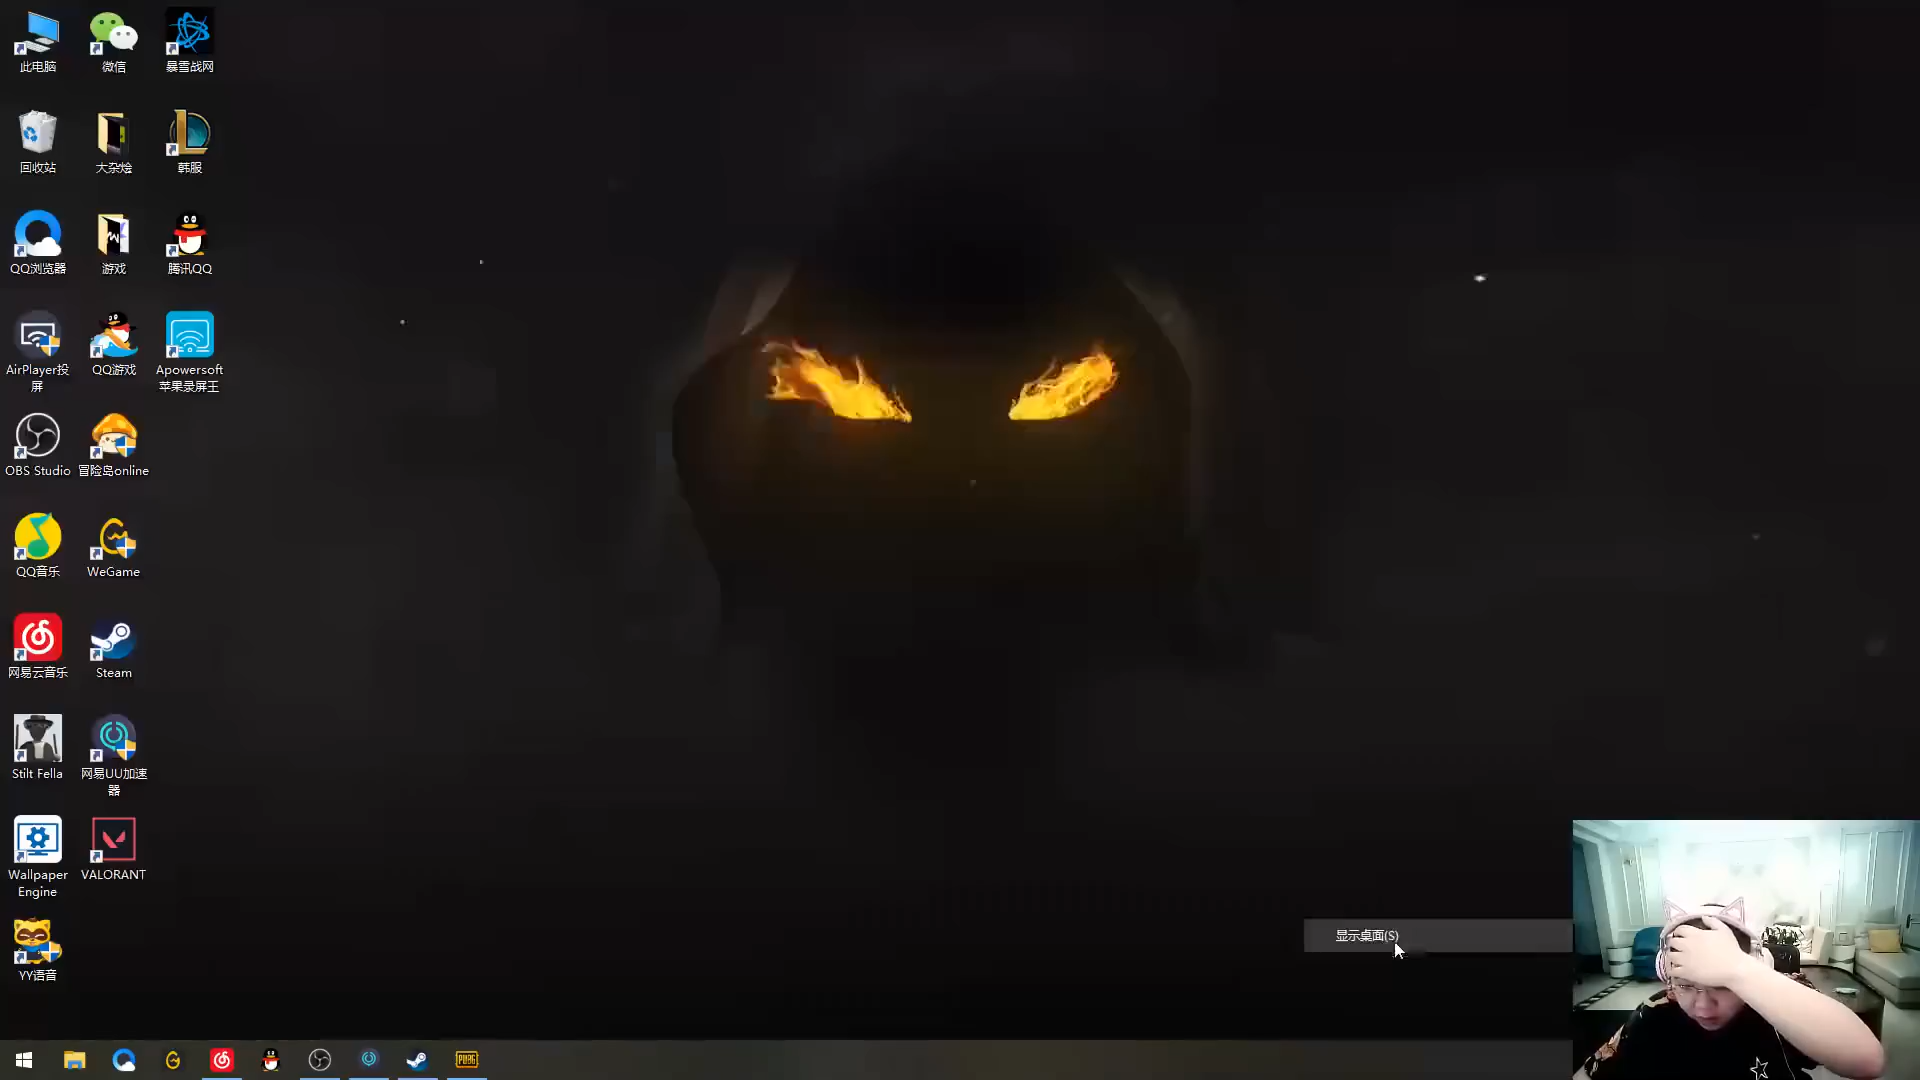 此电脑
微信
暴雪战网
回收站
大杂烩
韩服
QQ浏览器
游戏
腾讯QQ
AirPlayer投
屏
QQ游戏
Apowersoft
苹果录屏王
OBS Studio
冒险岛online
QQ音乐
WeGame
网易云音乐
Steam
Stilt Fella
网易UU加速
器
Wallpaper
Engine
VALORANT
YY语音
显示桌面(S)
PUBG